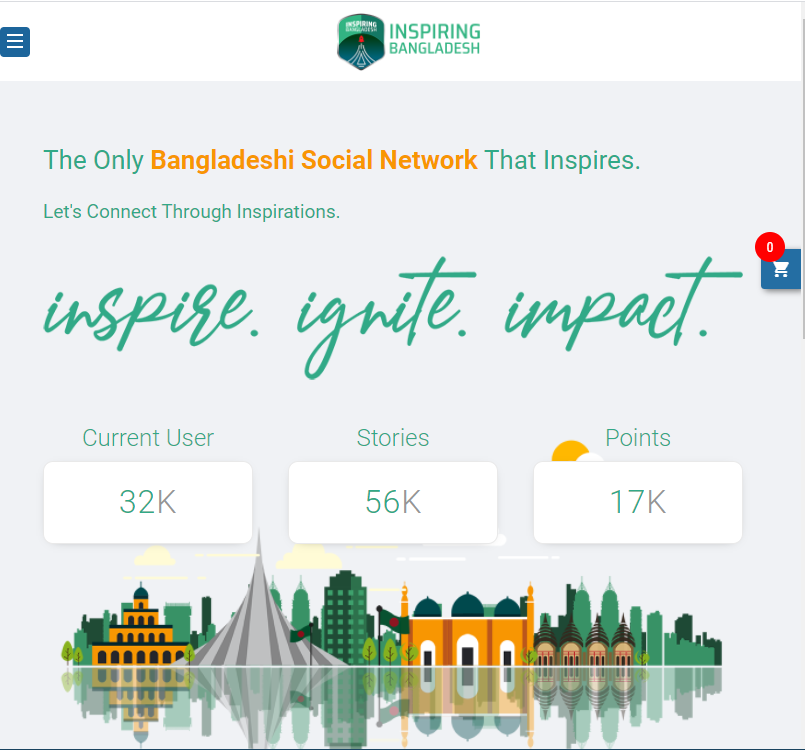 INSPIRING
BANGLADESH
INSPIRING
BANGLADESH
The Only Bangladeshi Social Network That Inspires.
Let's Connect Through Inspirations.
0
inspire. ignite. impact.
Current User Stories Points
32K 56K 17K